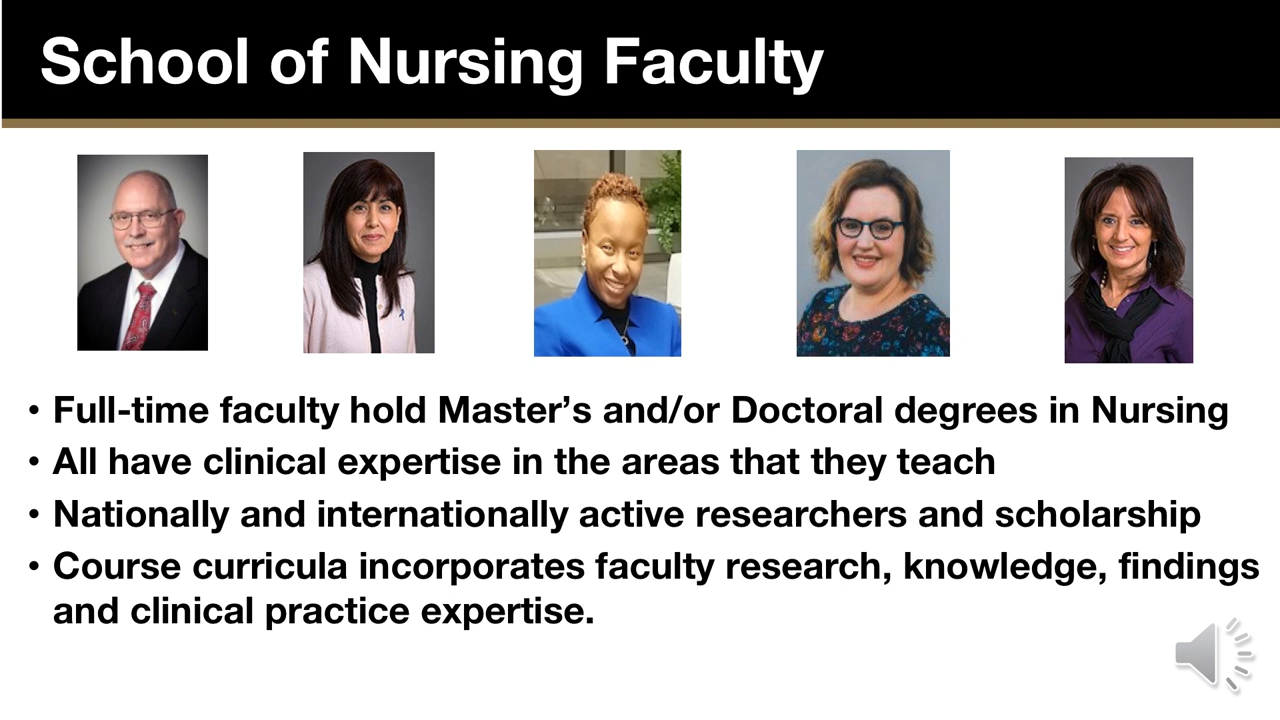 School of Nursing Faculty
• Full-time faculty hold Master’s and/or Doctoral degrees in Nursing
• All have clinical expertise in the areas that they teach
• Nationally and internationally active researchers and scholarship
• Course curricula incorporates faculty research, knowledge, findings
and clinical practice expertise.